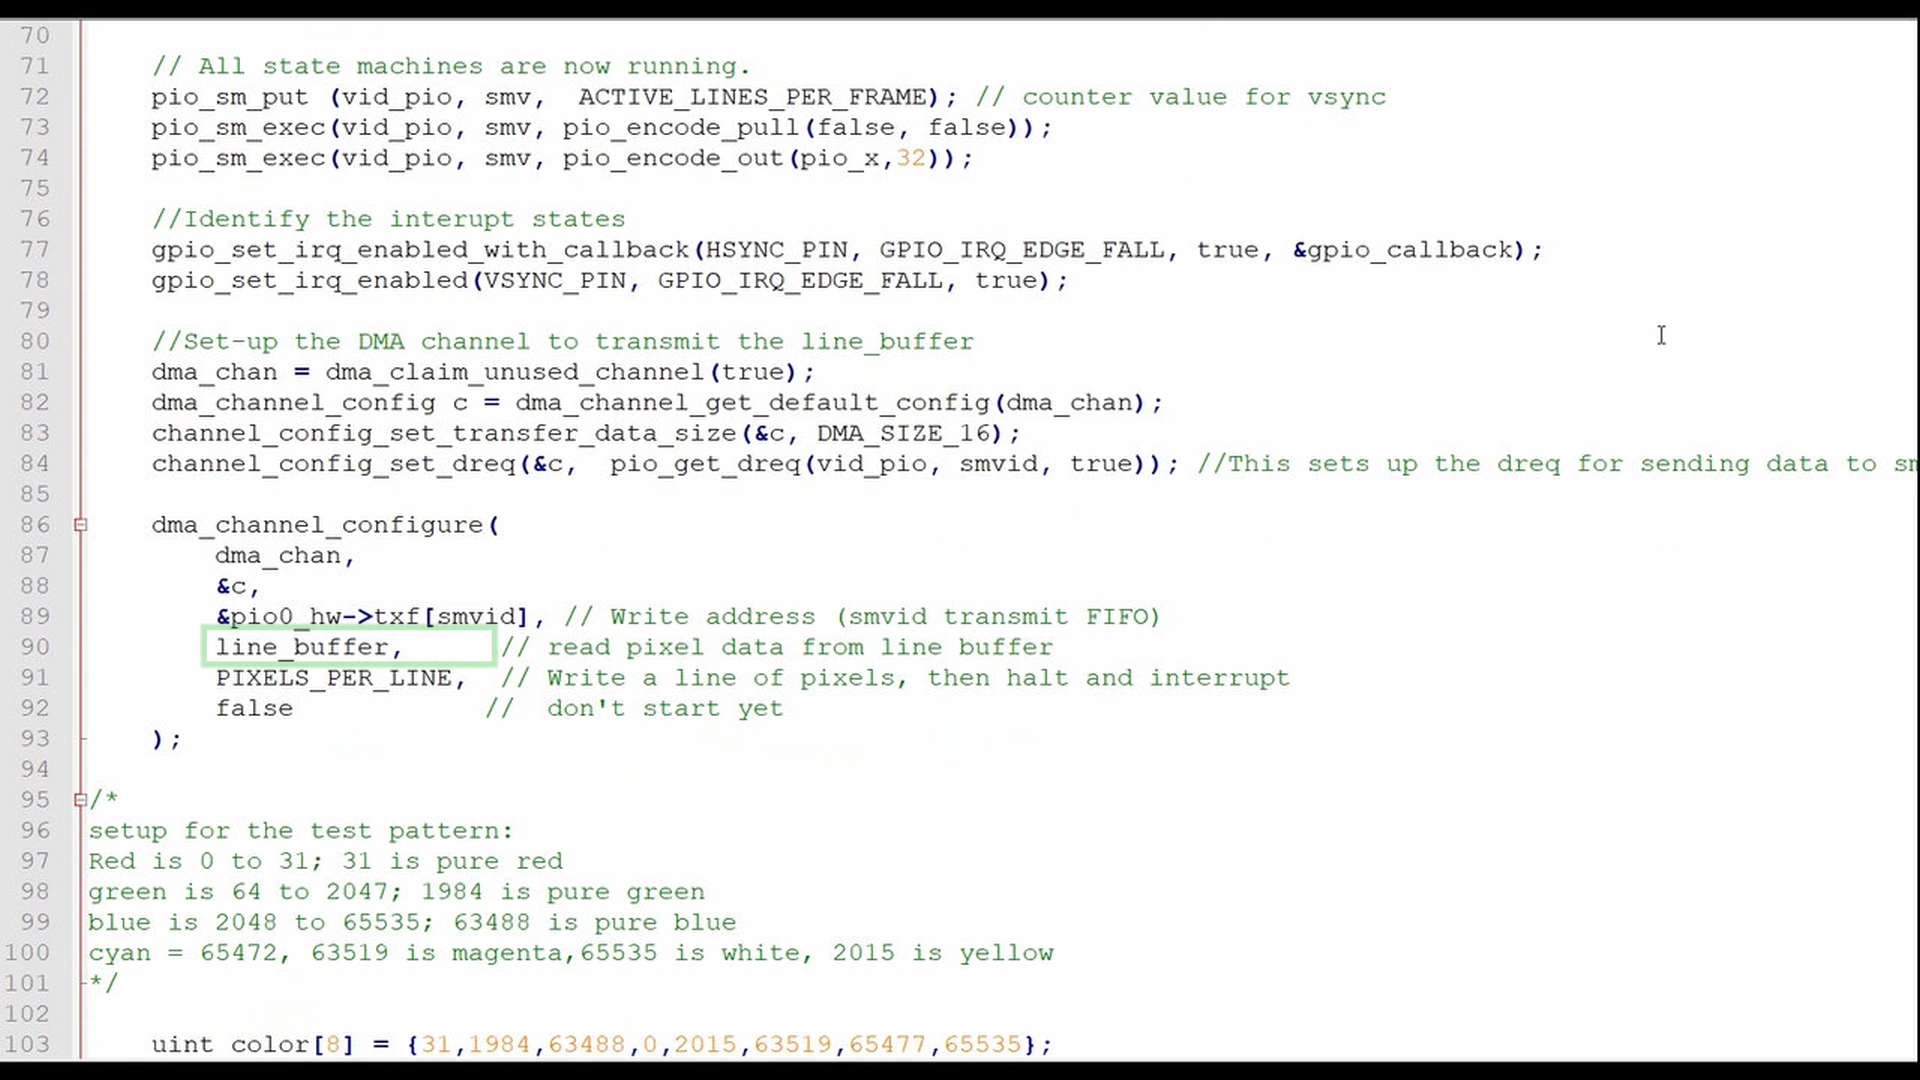 70
71 // All state machines are now running.
72 pio_sm_put (vid_pio, smv,  ACTIVE_LINES_PER_FRAME); // counter value for vsync
73 pio_sm_exec(vid_pio, smv, pio_encode_pull(false, false));
74 pio_sm_exec(vid_pio, smv, pio_encode_out(pio_x,32));
75
76 //Identify the interupt states
77 gpio_set_irq_enabled_with_callback(HSYNC_PIN, GPIO_IRQ_EDGE_FALL, true, &gpio_callback);
78 gpio_set_irq_enabled(VSYNC_PIN, GPIO_IRQ_EDGE_FALL, true);
79
80 //Set-up the DMA channel to transmit the line_buffer
81 dma_chan = dma_claim_unused_channel(true);
82 dma_channel_config c = dma_channel_get_default_config(dma_chan);
83 channel_config_set_transfer_data_size(&c, DMA_SIZE_16);
84 channel_config_set_dreq(&c,  pio_get_dreq(vid_pio, smvid, true)); //This sets up the dreq for sending data to
85
86 dma_channel_configure(
87 dma_chan,
88 &c,
89 &pio0_hw->txf[smvid], // Write address (smvid transmit FIFO)
90 line_buffer, // read pixel data from line buffer
91 PIXELS_PER_LINE, // Write a line of pixels, then halt and interrupt
92 false //  don't start yet
93 );
94
95 /*
96 setup for the test pattern:
97 Red is 0 to 31; 31 is pure red
98 green is 64 to 2047; 1984 is pure green
99 blue is 2048 to 65535; 63488 is pure blue
100 cyan = 65472, 63519 is magenta,65535 is white, 2015 is yellow
101 */
102
103 uint color[8] = {31,1984,63488,0,2015,63519,65477,65535};